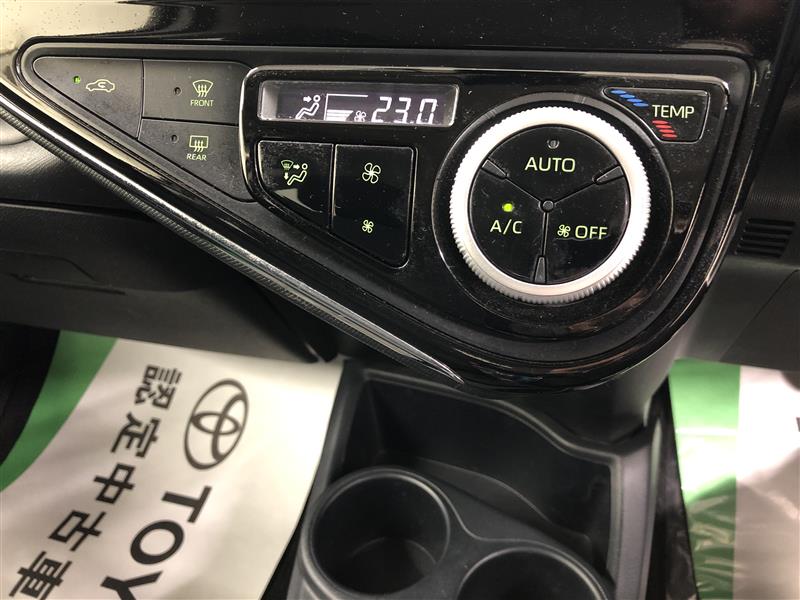 FRONT
REAR
23.0
TEMP
AUTO
A/C
OFF
認定中古車
TOY